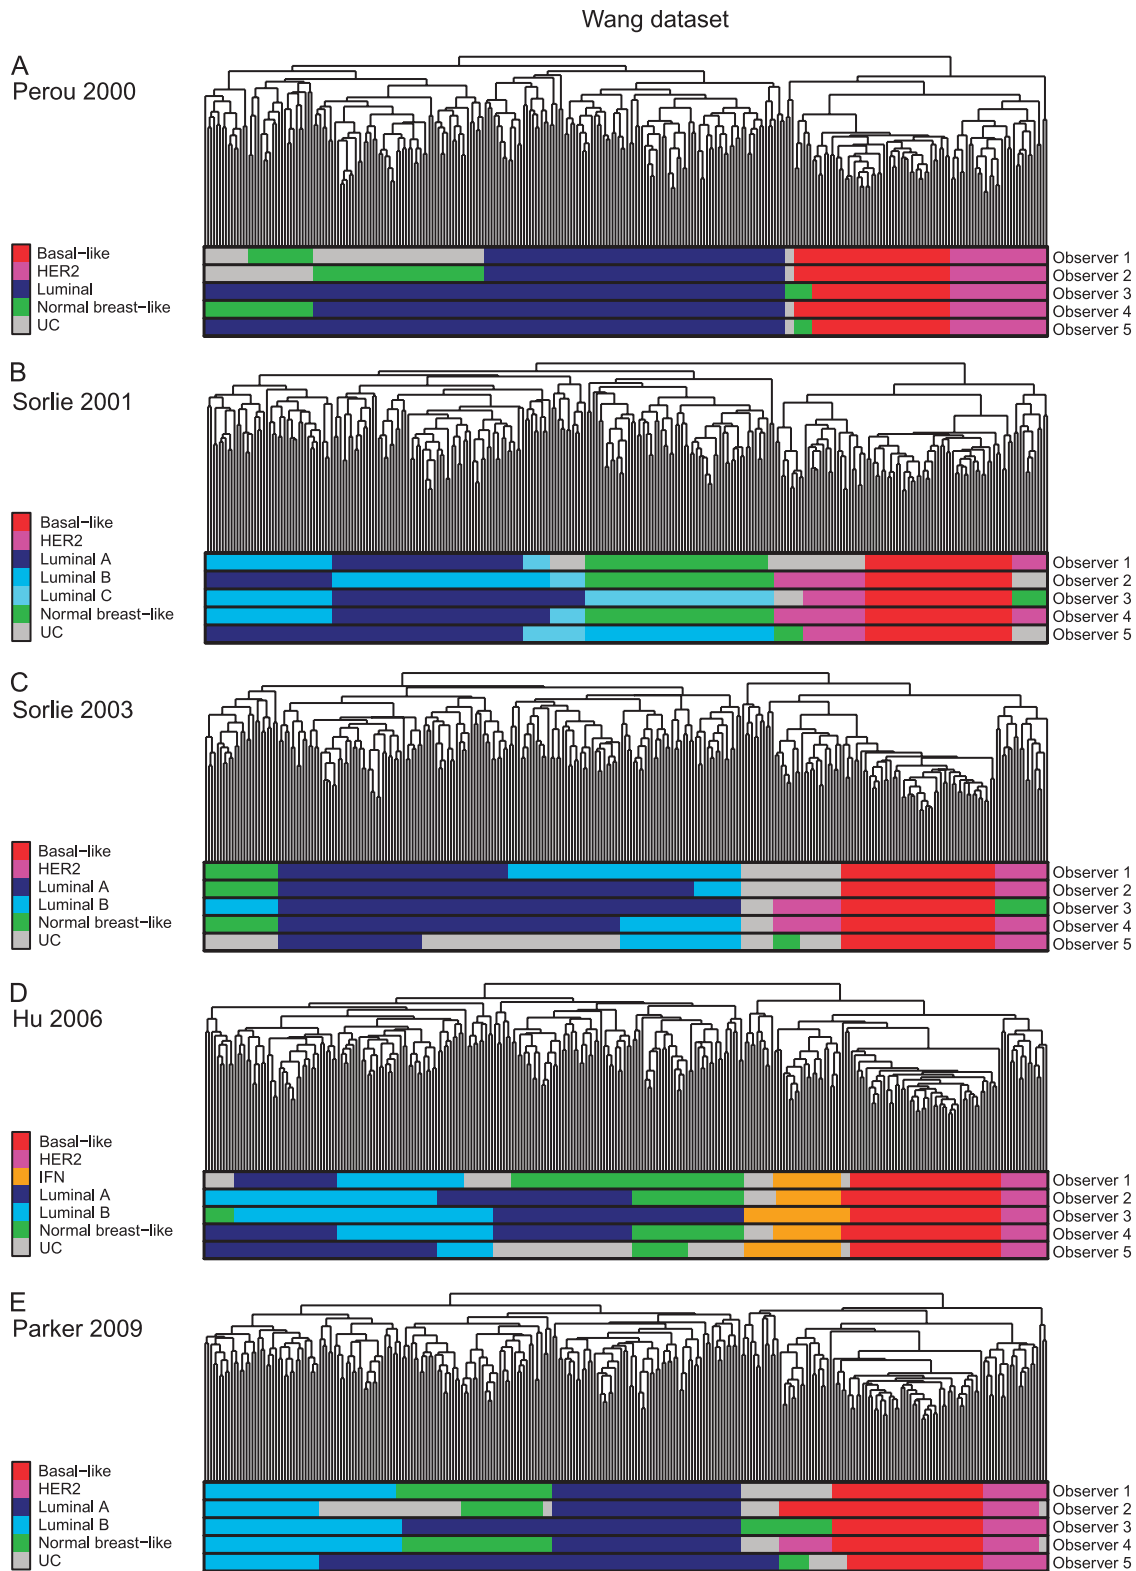 Wang dataset
A
Perou 2000
Basal-like
HER2
Luminal
Normal breast-like
UC
Observer 1
Observer 2
Observer 3
Observer 4
Observer 5
B
Sorlie 2001
Basal-like
HER2
Luminal A
Luminal B
Luminal C
Normal breast-like
UC
Observer 1
Observer 2
Observer 3
Observer 4
Observer 5
C
Sorlie 2003
Basal-like
HER2
Luminal A
Luminal B
Normal breast-like
UC
Observer 1
Observer 2
Observer 3
Observer 4
Observer 5
D
Hu 2006
Basal-like
HER2
IFN
Luminal A
Luminal B
Normal breast-like
UC
Observer 1
Observer 2
Observer 3
Observer 4
Observer 5
E
Parker 2009
Basal-like
HER2
Luminal A
Luminal B
Normal breast-like
UC
Observer 1
Observer 2
Observer 3
Observer 4
Observer 5